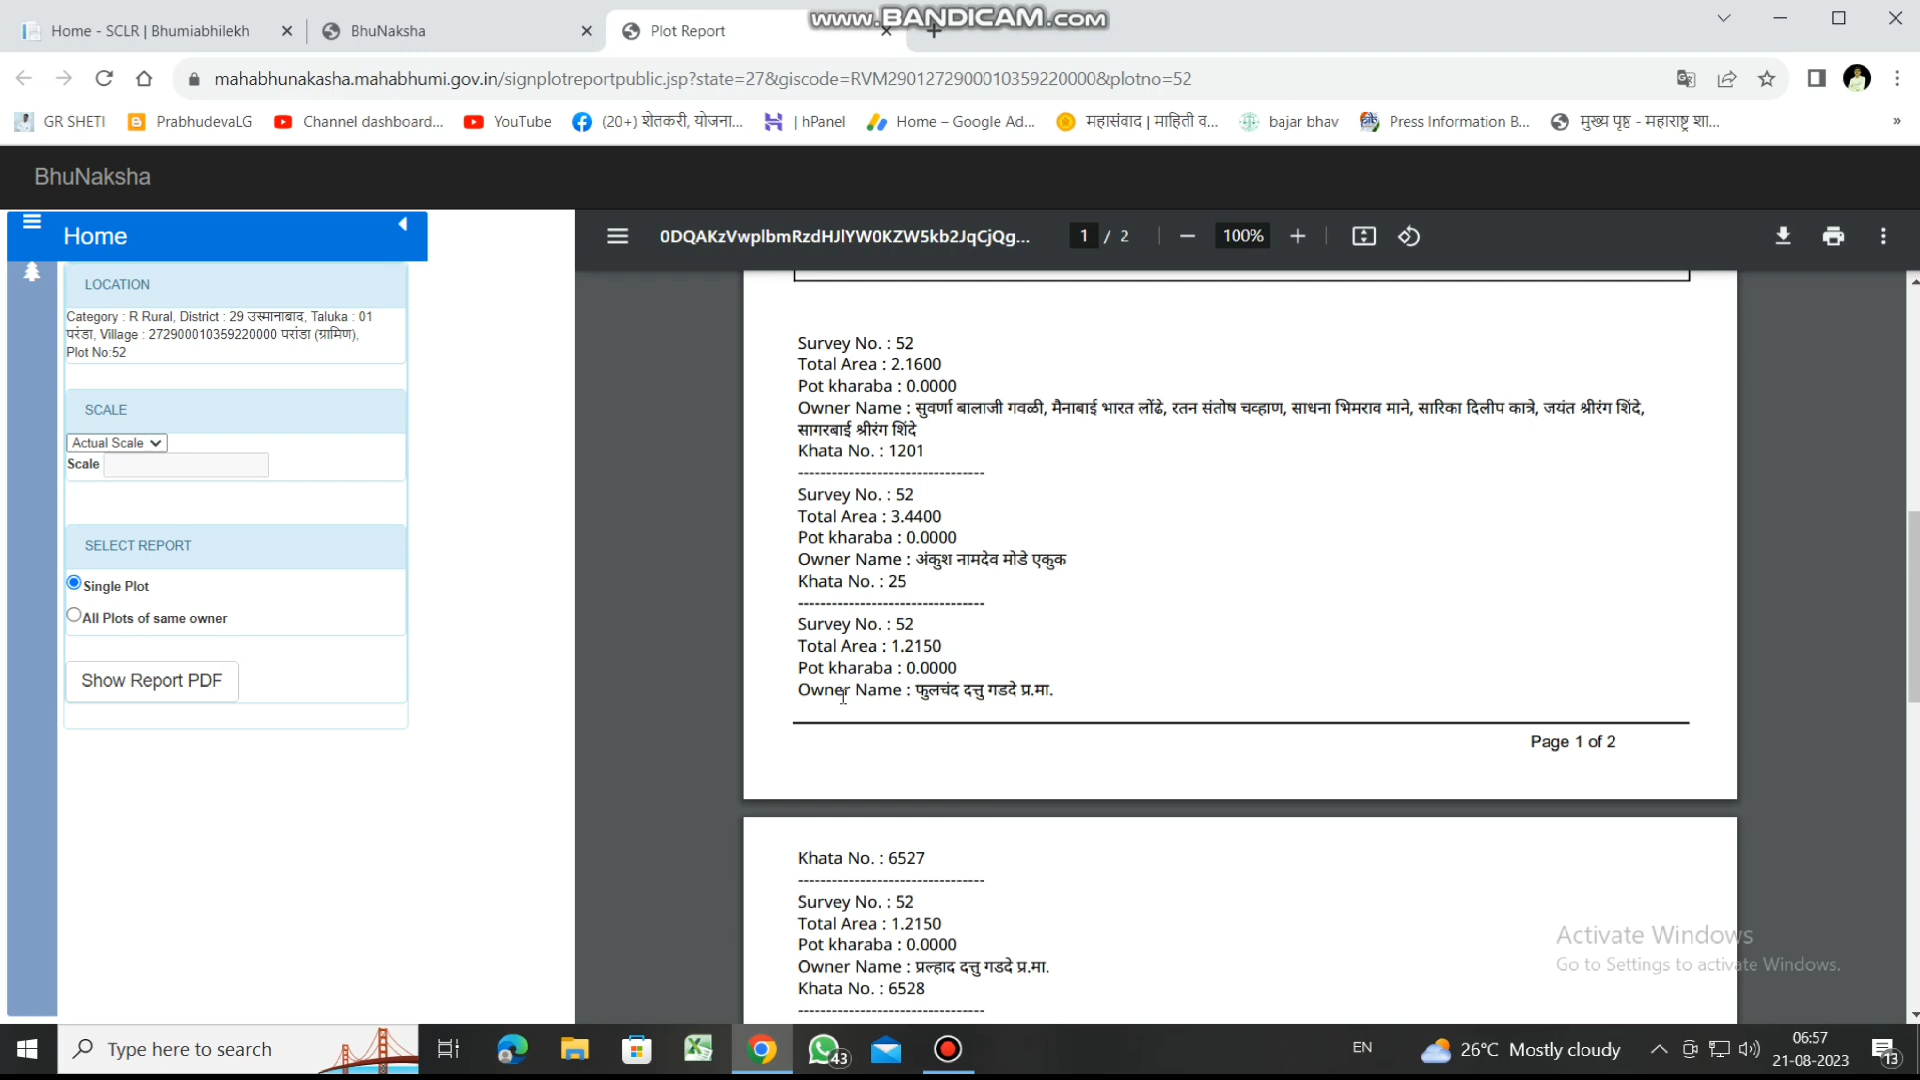 www.BANDICAM.com
Home - SCLR | Bhumiabhilekh
BhuNaksha
Plot Report
mahabhunakasha.mahabhumi.gov.in/signplotreportpublic.jsp?state=27&giscode=RVM2901272900010359220000&plotno=52
GR SHETI
PrabhudevaLG
Channel dashboard...
YouTube
(20+) शेतकरी, योजना...
| hPanel
Home – Google Ad...
महासंवाद | माहिती व...
bajar bhav
Press Information B...
मुख्य पृष्ठ - महाराष्ट्र शा...
»
BhuNaksha
Home
0DQAKzVwplbmRzdHJlYW0KZW5kb2JqCjQg...
1 / 2
100%
LOCATION
Category : R Rural, District : 29 उस्मानाबाद, Taluka : 01
परंडा, Village : 272900010359220000 परांडा (ग्रामिण),
Plot No:52
SCALE
Actual Scale
Scale
SELECT REPORT
Single Plot
All Plots of same owner
Show Report PDF
Survey No. : 52
Total Area : 2.1600
Pot kharaba : 0.0000
Owner Name : सुवर्णा बालाजी गवळी, मैनाबाई भारत लोंढे, रतन संतोष चव्हाण, साधना भिमराव माने, सारिका दिलीप कात्रे, जयंत श्रीरंग शिंदे,
सागरबाई श्रीरंग शिंदे
Khata No. : 1201
---------------------------------
Survey No. : 52
Total Area : 3.4400
Pot kharaba : 0.0000
Owner Name : अंकुश नामदेव मोडे एकुक
Khata No. : 25
---------------------------------
Survey No. : 52
Total Area : 1.2150
Pot kharaba : 0.0000
Owner Name : फुलचंद दत्तु गडदे प्र.मा.
Page 1 of 2
Khata No. : 6527
---------------------------------
Survey No. : 52
Total Area : 1.2150
Pot kharaba : 0.0000
Owner Name : प्रल्हाद दत्तु गडदे प्र.मा.
Khata No. : 6528
---------------------------------
Activate Windows
Go to Settings to activate Windows.
Type here to search
43
EN
26°C Mostly cloudy
06:57
21-08-2023
13